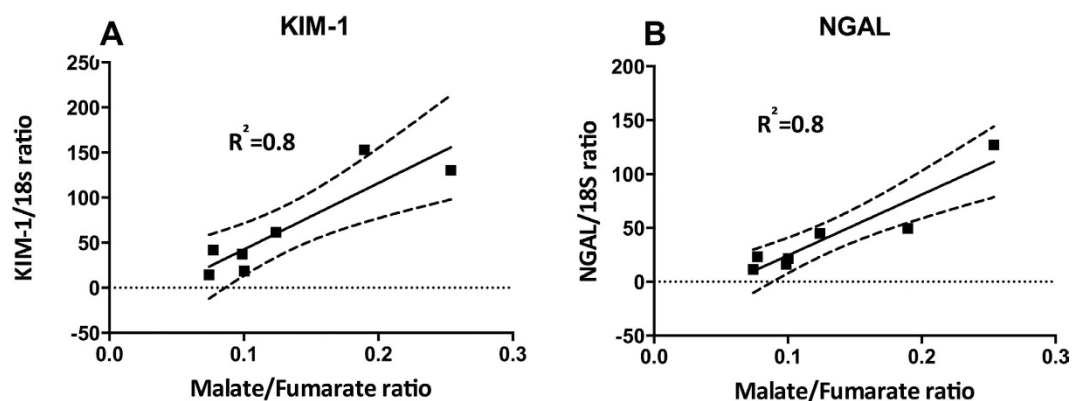 A
KIM-1
KIM-1/18s ratio
250
200
150
100
50
0
-50
R²=0.8
0.0
0.1
0.2
0.3
Malate/Fumarate ratio
B
NGAL
NGAL/18S ratio
200
150
100
50
0
-50
R²=0.8
0.0
0.1
0.2
0.3
Malate/Fumarate ratio